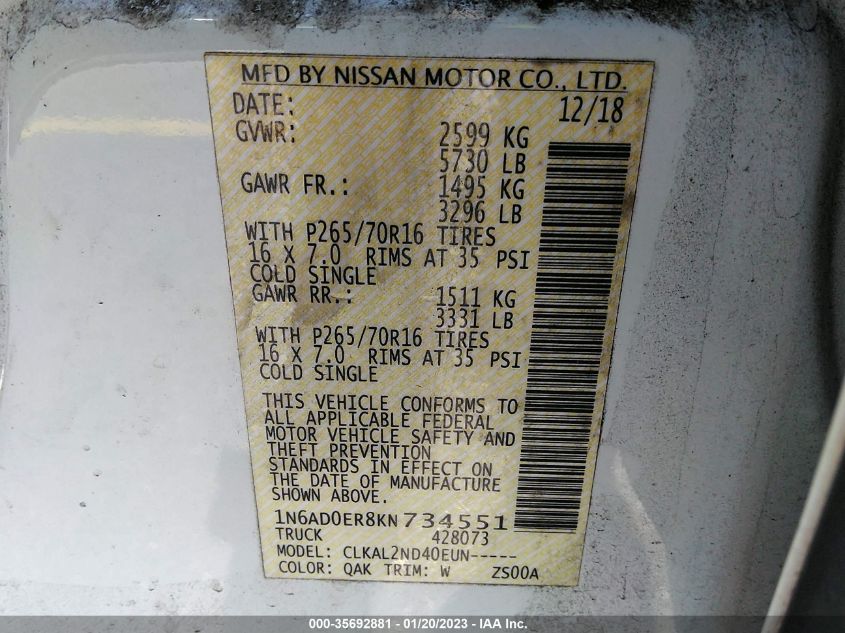 MFD BY NISSAN MOTOR CO., LTD.
DATE: 12/18
GVWR: 2599 KG
5730 LB
GAWR FR.: 1495 KG
3296 LB
WITH P265/70R16 TIRES
16 X 7.0 RIMS AT 35 PSI
COLD SINGLE
GAWR RR.: 1511 KG
3331 LB
WITH P265/70R16 TIRES
16 X 7.0 RIMS AT 35 PSI
COLD SINGLE
THIS VEHICLE CONFORMS TO
ALL APPLICABLE FEDERAL
MOTOR VEHICLE SAFETY AND
THEFT PREVENTION
STANDARDS IN EFFECT ON
THE DATE OF MANUFACTURE
SHOWN ABOVE.
1N6AD0ER8KN734551
TRUCK 428073
MODEL: CLKAL2ND40EUN-----
COLOR: QAK TRIM: W ZS00A
000-35692881 - 01/20/2023 - IAA Inc.